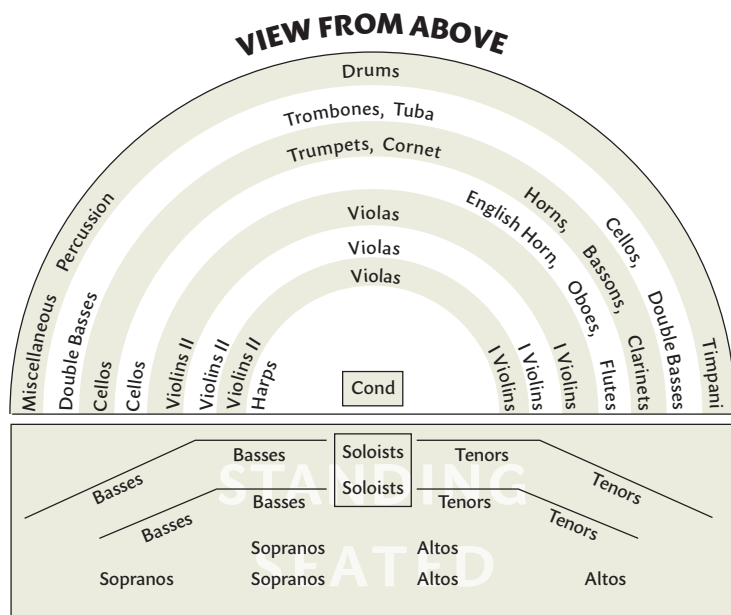 VIEW FROM ABOVE
Drums
Trombones, Tuba
Trumpets, Cornet
Miscellaneous Percussion
Double Basses
Cellos
Cellos
Violins II
Violins II
Violins II
Harps
Violas
Violas
Violas
I Violins
I Violins
I Violins
English Horn, Oboes, Flutes
Horns, Bassons, Clarinets
Cellos, Double Basses
Timpani
Cond
STANDING
Basses
Basses
Soloists
Tenors
Tenors
Basses
Basses
Soloists
Tenors
Tenors
SEATED
Sopranos
Altos
Sopranos
Sopranos
Altos
Altos